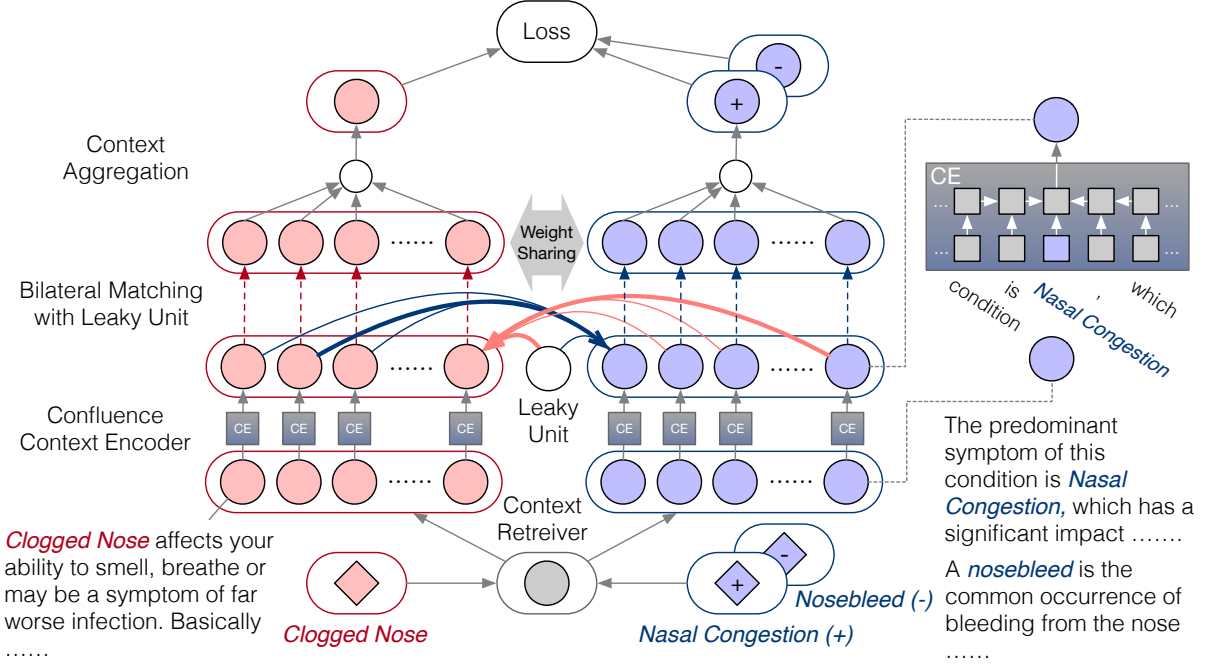 Loss
-
+
Context
Aggregation
CE
...
...
...
...
condition
is
Nasal Congestion
,
which
Weight
Sharing
......
......
Bilateral Matching
with Leaky Unit
......
......
Leaky
Unit
Confluence
Context Encoder
CE
CE
CE
CE
CE
CE
CE
CE
......
......
Context
Retreiver
Clogged Nose affects your
ability to smell, breathe or
may be a symptom of far
worse infection. Basically
......
Clogged Nose
-
+
Nosebleed (-)
Nasal Congestion (+)
The predominant
symptom of this
condition is Nasal
Congestion, which has a
significant impact .......
A nosebleed is the
common occurrence of
bleeding from the nose
......